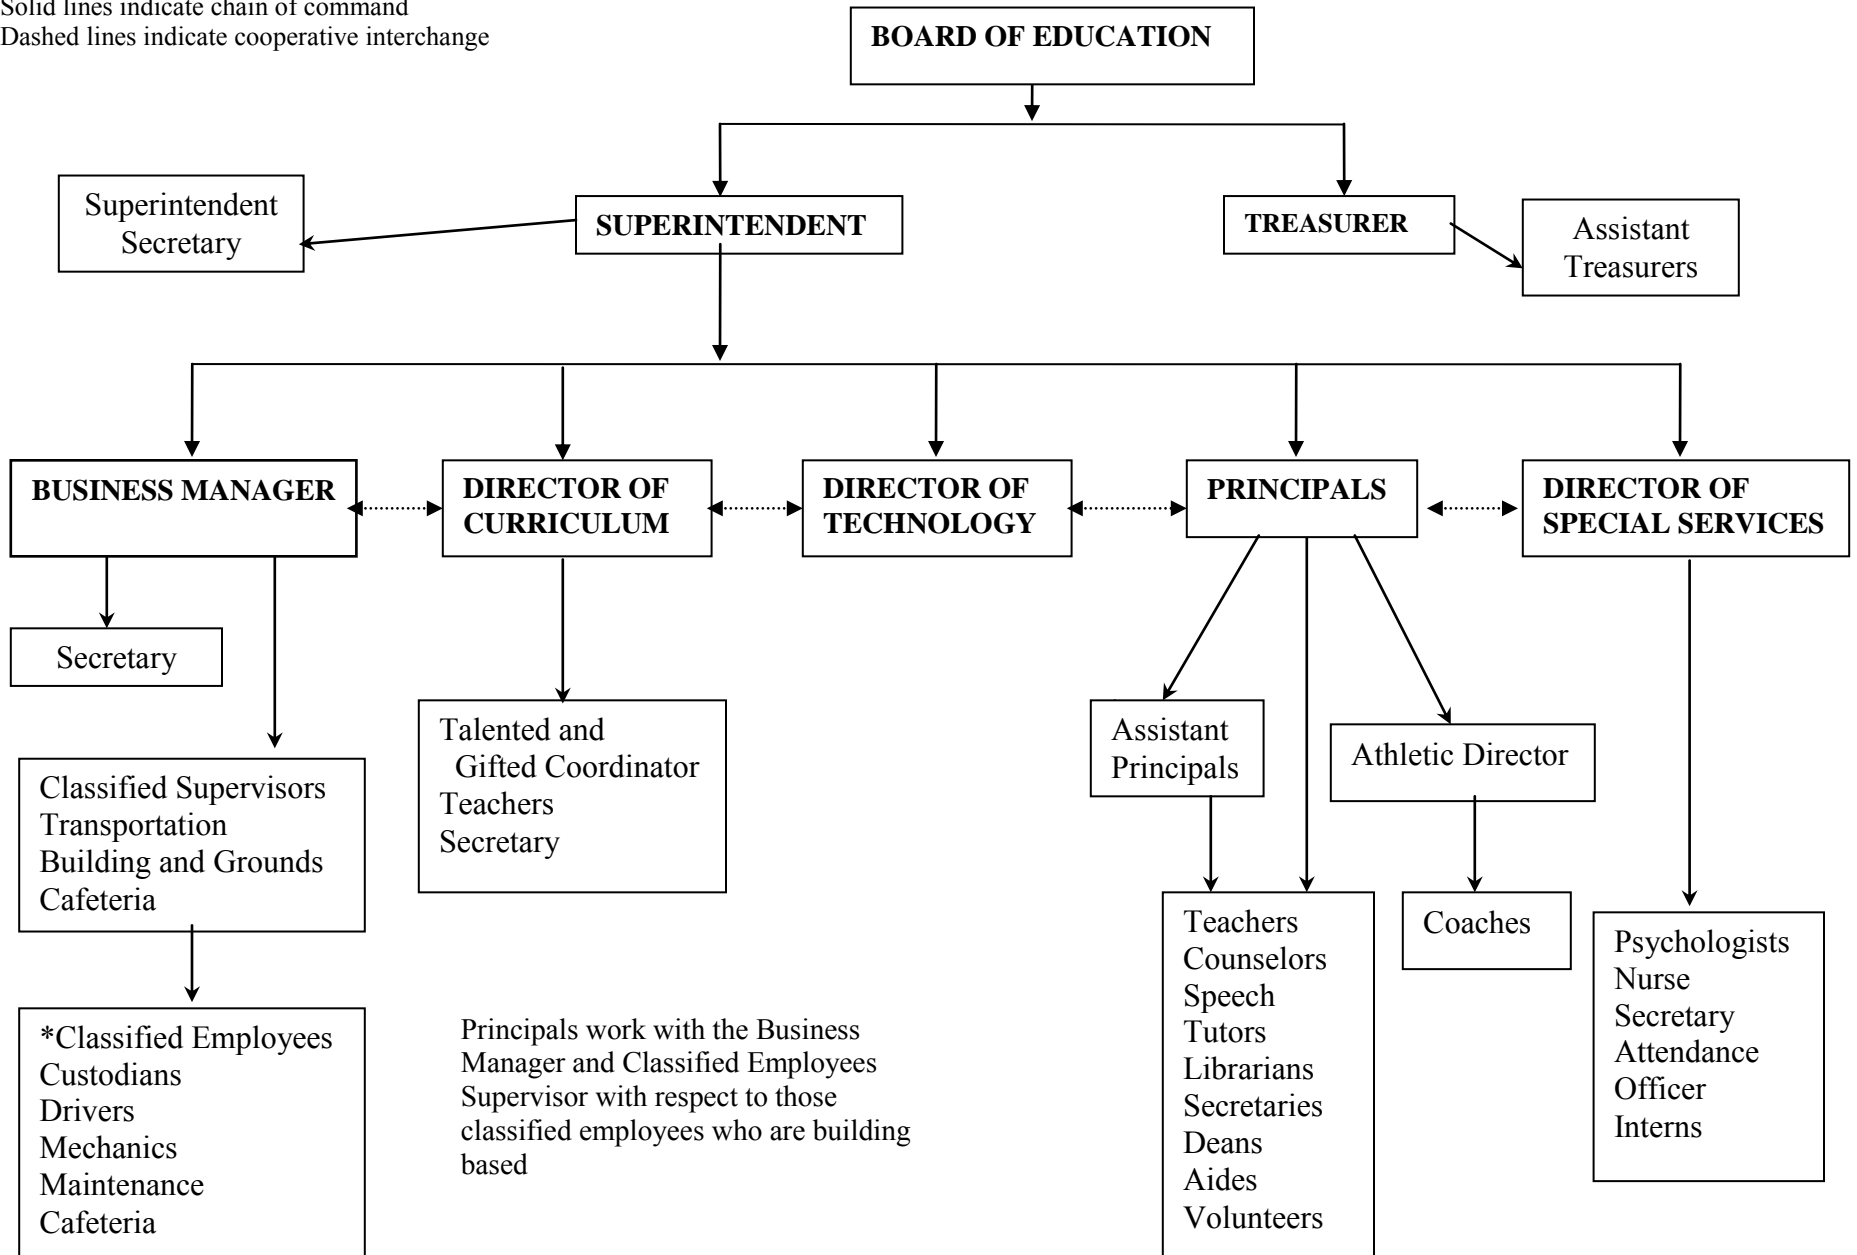 Solid lines indicate chain of command
Dashed lines indicate cooperative interchange
BOARD OF EDUCATION
Superintendent
Secretary
SUPERINTENDENT
TREASURER
Assistant
Treasurers
BUSINESS MANAGER
DIRECTOR OF
CURRICULUM
DIRECTOR OF
TECHNOLOGY
PRINCIPALS
DIRECTOR OF
SPECIAL SERVICES
Secretary
Classified Supervisors
Transportation
Building and Grounds
Cafeteria
*Classified Employees
Custodians
Drivers
Mechanics
Maintenance
Cafeteria
Talented and
Gifted Coordinator
Teachers
Secretary
Principals work with the Business
Manager and Classified Employees
Supervisor with respect to those
classified employees who are building
based
Assistant
Principals
Athletic Director
Teachers
Counselors
Speech
Tutors
Librarians
Secretaries
Deans
Aides
Volunteers
Coaches
Psychologists
Nurse
Secretary
Attendance
Officer
Interns